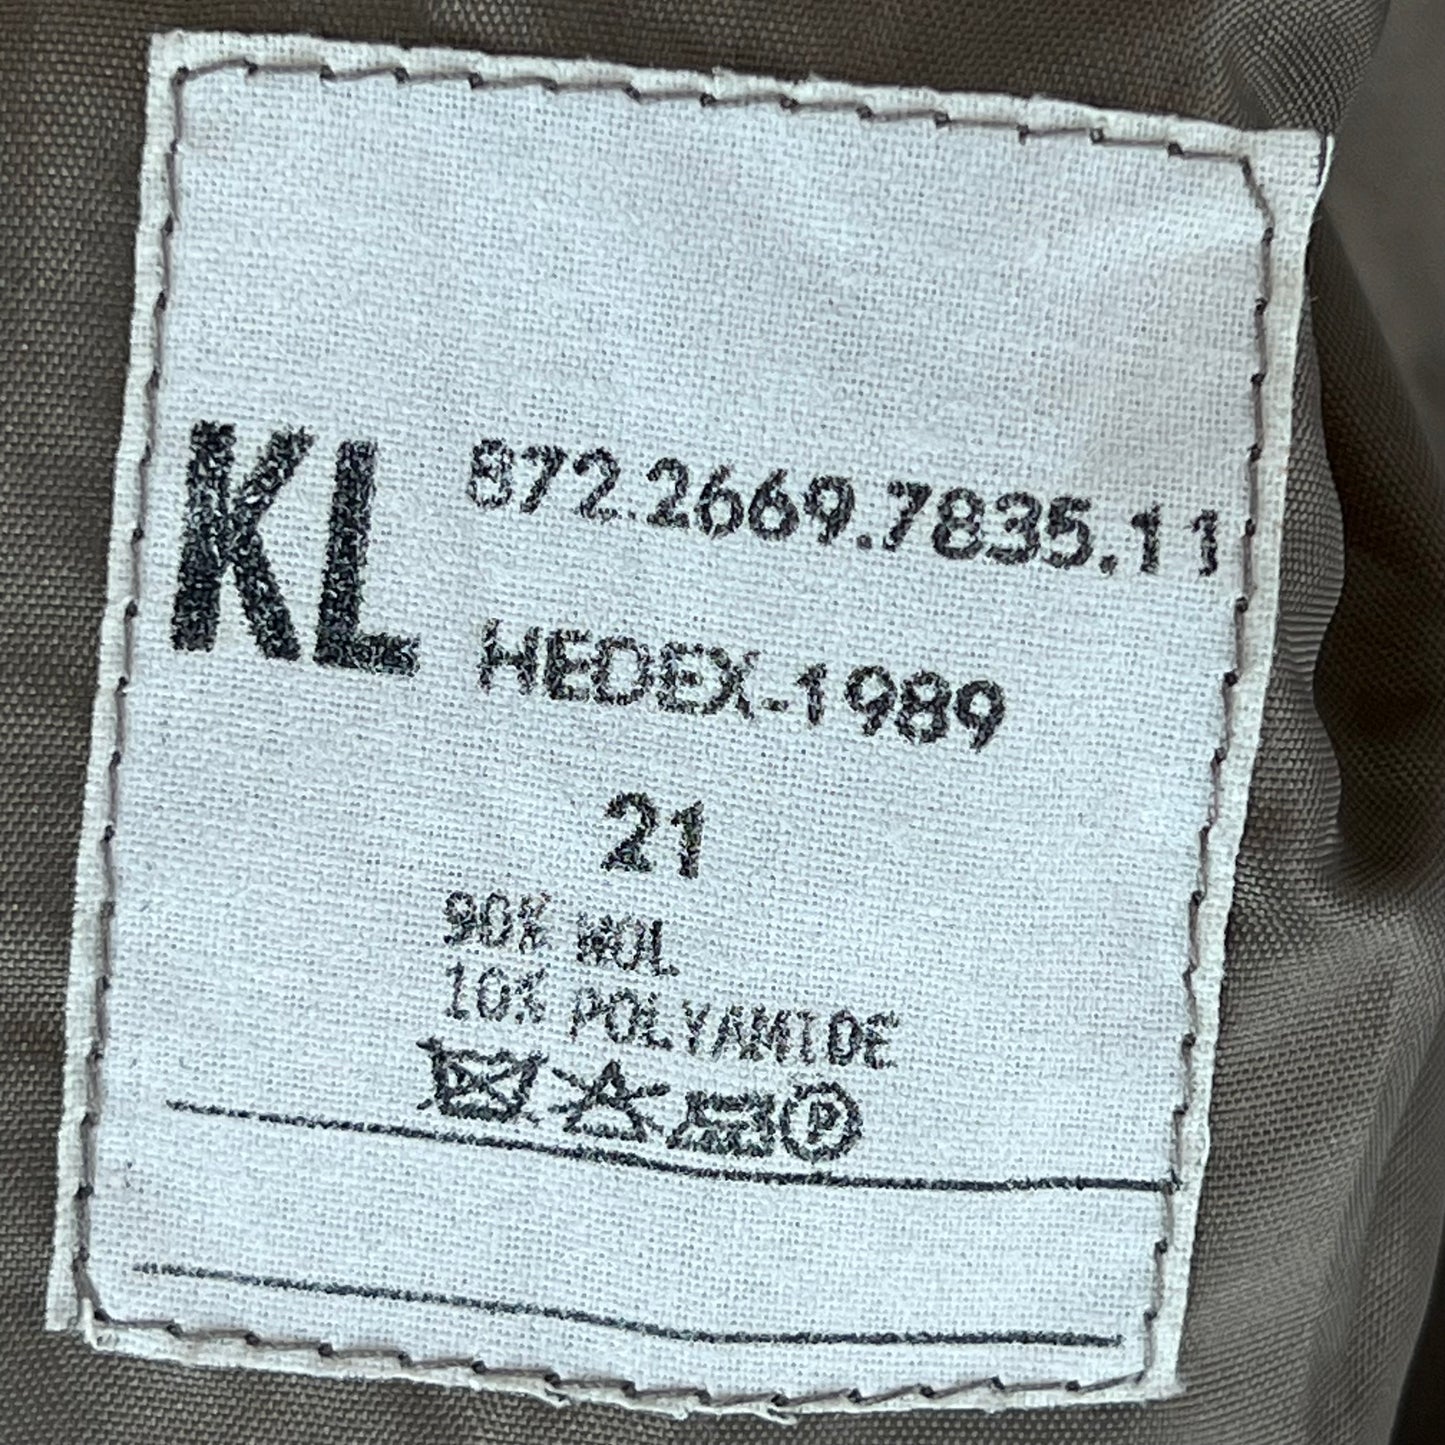 KL 872.2669.7835.11
HEDEX-1989
21
90% WOL
10% POLYAMIDE
P